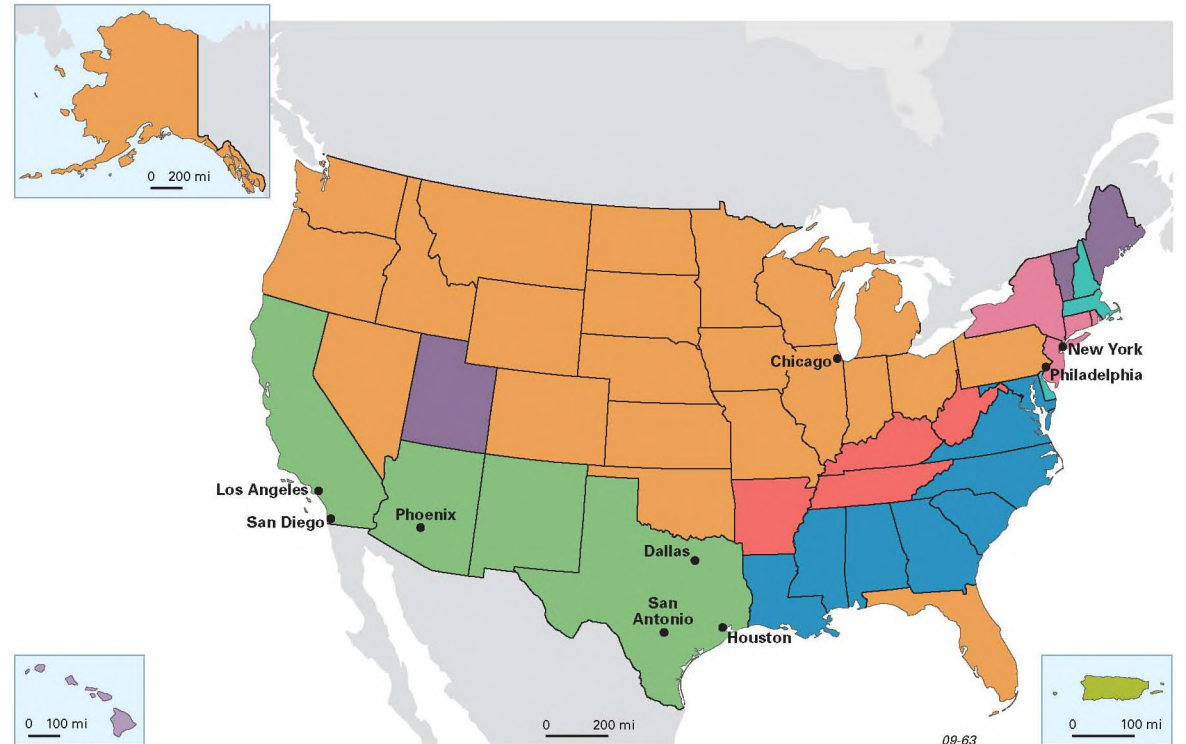 0 200 mi
Chicago
New York
Philadelphia
Los Angeles
San Diego
Phoenix
Dallas
San
Antonio
Houston
0 100 mi
0 200 mi
0 100 mi
09-63